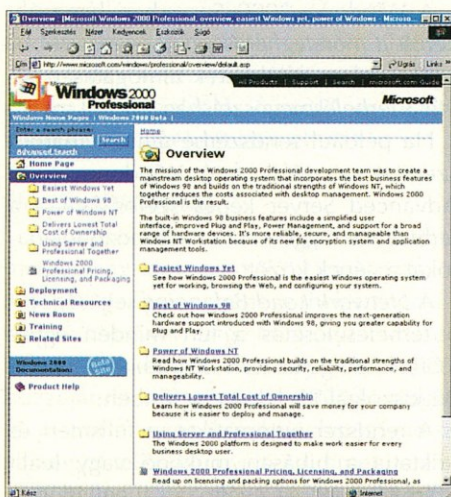 Overview - [Microsoft Windows 2000 Professional, overview, easiest Windows yet, power of Windows - Microso...
Fájl Szerkesztés Nézet Kedvencek Eszközök Súgó
Cím http://www.microsoft.com/windows/professional/overview/default.asp Ugrás Links
All Products | Support | Search | microsoft.com Guide
Windows 2000
Professional
Microsoft
Windows Home Pages | Windows 2000 Beta |
Enter a search phrase:
Search
Advanced Search
Home Page
Overview
Easiest Windows Yet
Best of Windows 98
Power of Windows NT
Delivers Lowest Total
Cost of Ownership
Using Server and
Professional Together
Windows 2000
Professional Pricing,
Licensing, and Packaging
Deployment
Technical Resources
News Room
Training
Related Sites
Windows 2000
Documentation
Beta
Site
Product Help
Home
Overview
The mission of the Windows 2000 Professional development team was to create a
mainstream desktop operating system that incorporates the best business features
of Windows 98 and builds on the traditional strengths of Windows NT, which
together reduces the costs associated with desktop management. Windows 2000
Professional is the result.
The built-in Windows 98 business features include a simplified user
interface, improved Plug and Play, Power Management, and support for a broad
range of hardware devices. It's more reliable, secure, and manageable than
Windows NT Workstation because of its new file encryption system and application
management tools.
Easiest Windows Yet
See how Windows 2000 Professional is the easiest Windows operating system
yet for working, browsing the Web, and configuring your system.
Best of Windows 98
Check out how Windows 2000 Professional improves the next-generation
hardware support introduced with Windows 98, giving you great capability for
Plug and Play.
Power of Windows NT
Read how Windows 2000 Professional builds on the traditional strengths of
Windows NT Workstation, providing security, reliability, performance, and
manageability.
Delivers Lowest Total Cost of Ownership
Learn how Windows 2000 Professional will save money for your company
because it is easier to deploy and manage.
Using Server and Professional Together
The Windows 2000 platform is designed to make work easier for every
business desktop user.
Windows 2000 Professional Pricing, Licensing, and Packaging
Read up on licensing and packing options for Windows 2000 Professional, as
Kész Internet